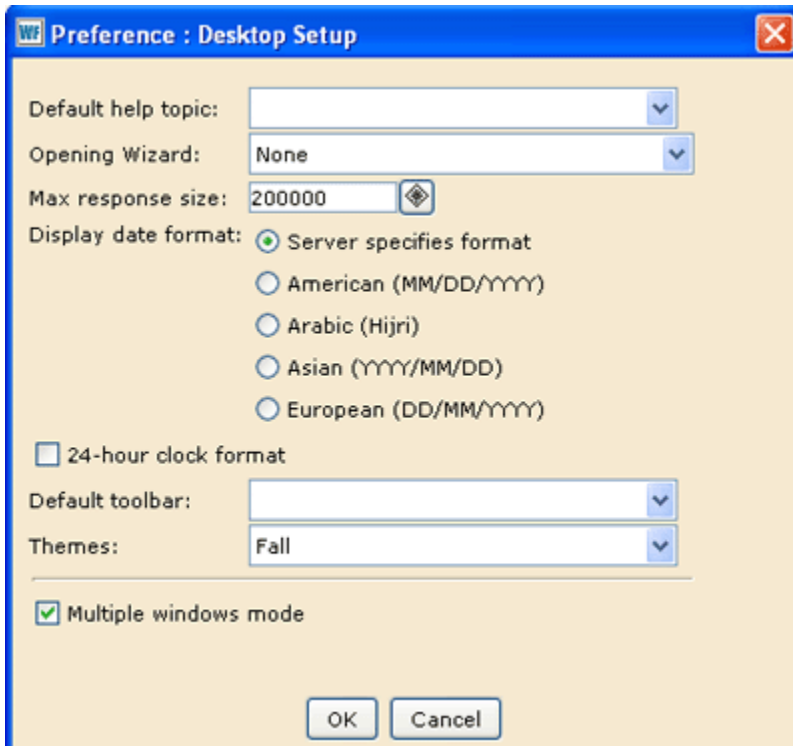 WF Preference : Desktop Setup
Default help topic:
Opening Wizard: None
Max response size: 200000
Display date format: Server specifies format
American (MM/DD/YYYY)
Arabic (Hijri)
Asian (YYYY/MM/DD)
European (DD/MM/YYYY)
24-hour clock format
Default toolbar:
Themes: Fall
Multiple windows mode
OK Cancel